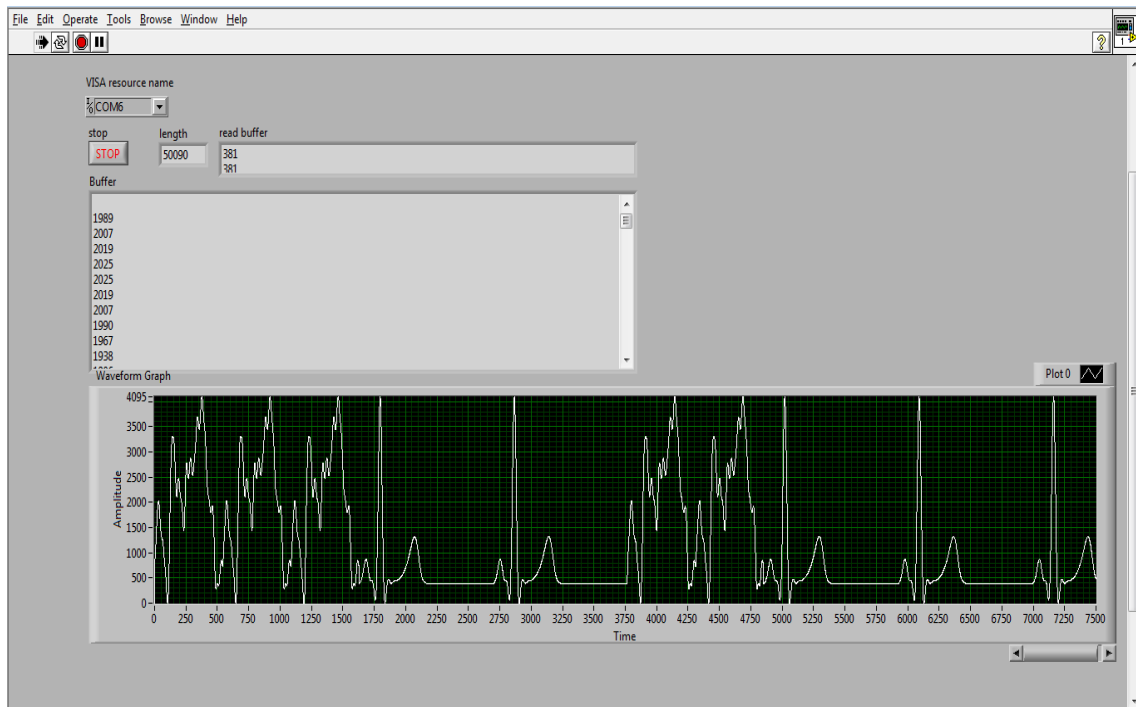 File Edit Operate Tools Browse Window Help
?
1
VISA resource name
I/O COM6
stop length read buffer
STOP 50090 381
381
Buffer
1989
2007
2019
2025
2025
2019
2007
1990
1967
1938
Waveform Graph
Plot 0
4095
3500
3000
2500
2000
1500
1000
500
0
Amplitude
0 250 500 750 1000 1250 1500 1750 2000 2250 2500 2750 3000 3250 3500 3750 4000 4250 4500 4750 5000 5250 5500 5750 6000 6250 6500 6750 7000 7250 7500
Time